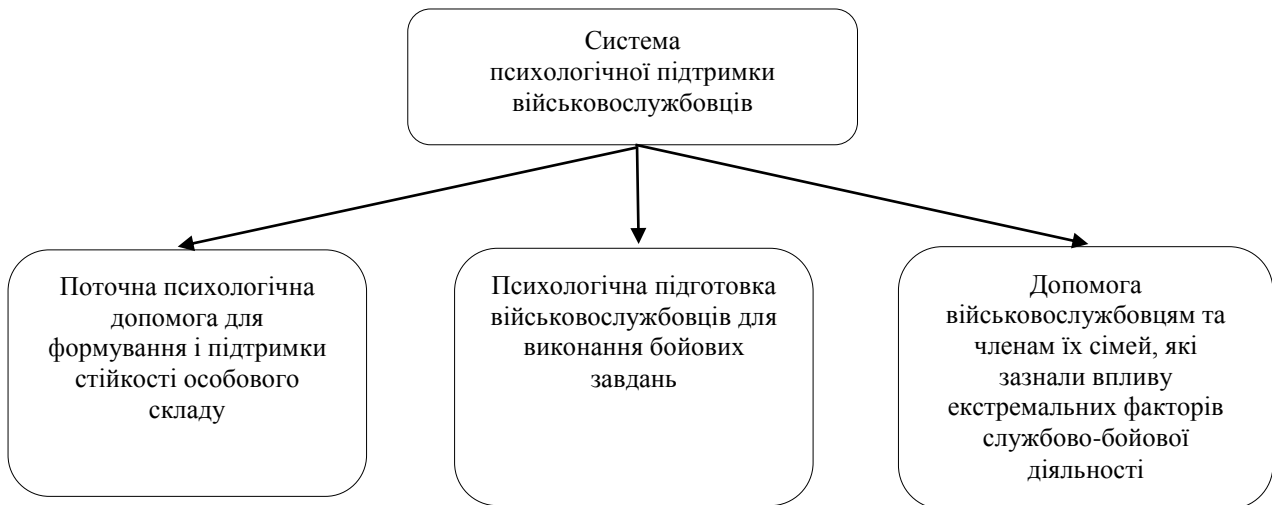 Система
психологічної підтримки
військовослужбовців
Поточна психологічна
допомога для
формування і підтримки
стійкості особового
складу
Психологічна підготовка
військовослужбовців для
виконання бойових
завдань
Допомога
військовослужбовцям та
членам їх сімей, які
зазнали впливу
екстремальних факторів
службово-бойової
діяльності